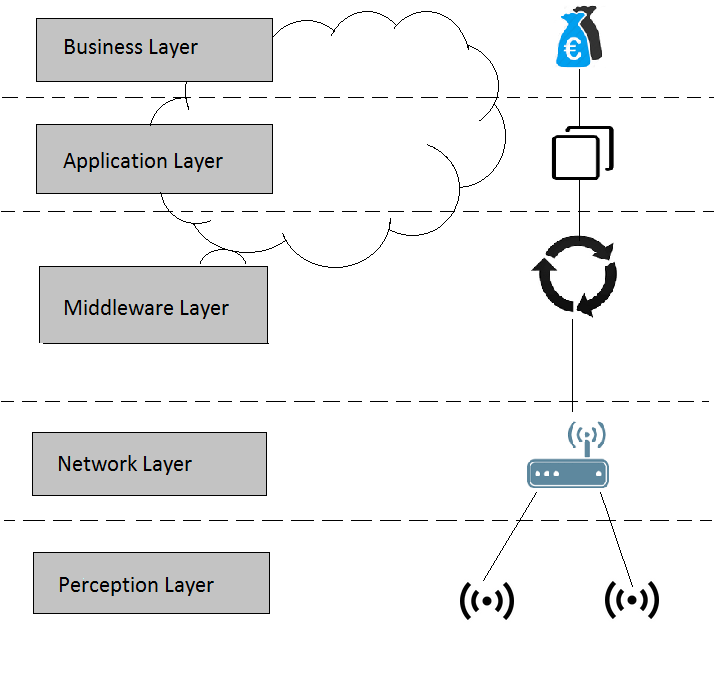 Business Layer
€
Application Layer
Middleware Layer
Network Layer
Perception Layer